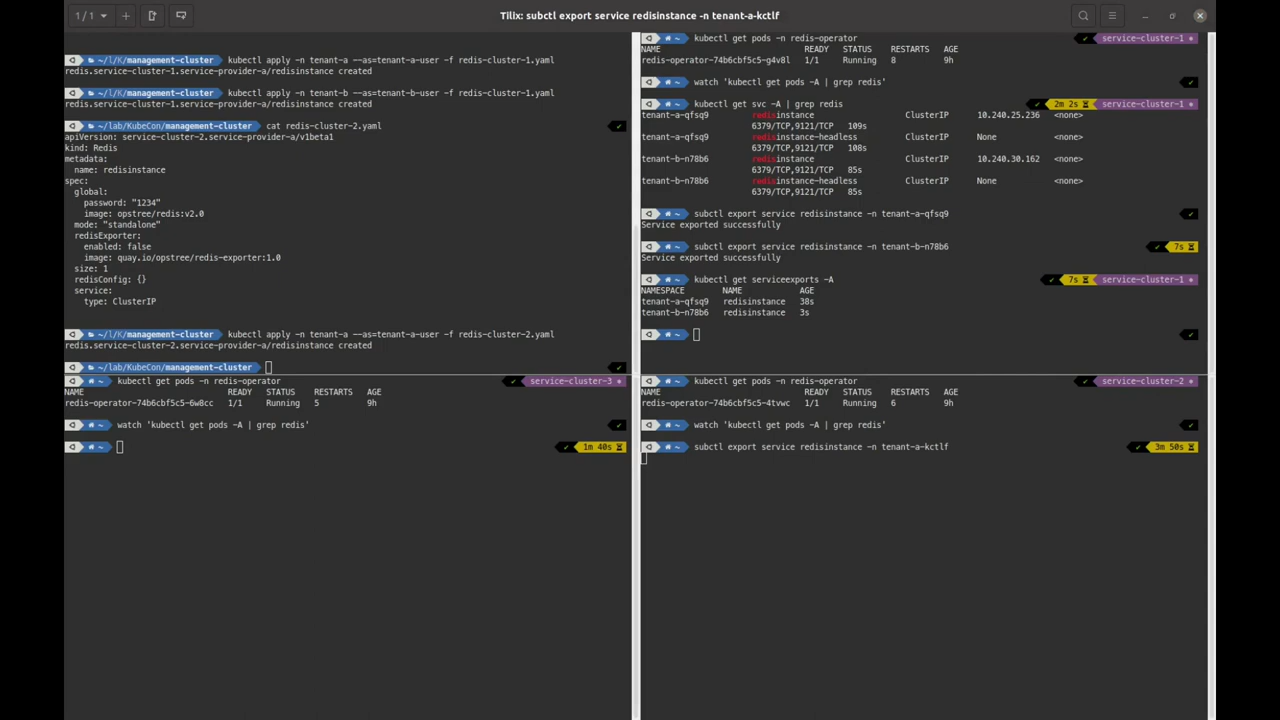 1 / 1
Tilix: subctl export service redisinstance -n tenant-a-kctlf
~/l/K/management-cluster kubectl apply -n tenant-a --as=tenant-a-user -f redis-cluster-1.yaml
redis.service-cluster-1.service-provider-a/redisinstance created
~/l/K/management-cluster kubectl apply -n tenant-b --as=tenant-b-user -f redis-cluster-1.yaml
redis.service-cluster-1.service-provider-a/redisinstance created
~/lab/KubeCon/management-cluster cat redis-cluster-2.yaml
apiVersion: service-cluster-2.service-provider-a/v1beta1
kind: Redis
metadata:
name: redisinstance
spec:
global:
password: "1234"
image: opstree/redis:v2.0
mode: "standalone"
redisExporter:
enabled: false
image: quay.io/opstree/redis-exporter:1.0
size: 1
redisConfig: {}
service:
type: ClusterIP
~/l/K/management-cluster kubectl apply -n tenant-a --as=tenant-a-user -f redis-cluster-2.yaml
redis.service-cluster-2.service-provider-a/redisinstance created
~/lab/KubeCon/management-cluster
~ kubectl get pods -n redis-operator service-cluster-1
NAME READY STATUS RESTARTS AGE
redis-operator-74b6cbf5c5-g4v8l 1/1 Running 8 9h
~ watch 'kubectl get pods -A | grep redis'
~ kubectl get svc -A | grep redis 2m 2s service-cluster-1
tenant-a-qfsq9 redisinstance ClusterIP 10.240.25.236 <none>
6379/TCP,9121/TCP 109s
tenant-a-qfsq9 redisinstance-headless ClusterIP None <none>
6379/TCP,9121/TCP 108s
tenant-b-n78b6 redisinstance ClusterIP 10.240.30.162 <none>
6379/TCP,9121/TCP 85s
tenant-b-n78b6 redisinstance-headless ClusterIP None <none>
6379/TCP,9121/TCP 85s
~ subctl export service redisinstance -n tenant-a-qfsq9
Service exported successfully
~ subctl export service redisinstance -n tenant-b-n78b6 7s
Service exported successfully
~ kubectl get serviceexports -A 7s service-cluster-1
NAMESPACE NAME AGE
tenant-a-qfsq9 redisinstance 38s
tenant-b-n78b6 redisinstance 3s
~
~ kubectl get pods -n redis-operator service-cluster-3
NAME READY STATUS RESTARTS AGE
redis-operator-74b6cbf5c5-6w8cc 1/1 Running 5 9h
~ watch 'kubectl get pods -A | grep redis'
~ 1m 40s
~ kubectl get pods -n redis-operator service-cluster-2
NAME READY STATUS RESTARTS AGE
redis-operator-74b6cbf5c5-4tvwc 1/1 Running 6 9h
~ watch 'kubectl get pods -A | grep redis'
~ subctl export service redisinstance -n tenant-a-kctlf 3m 50s